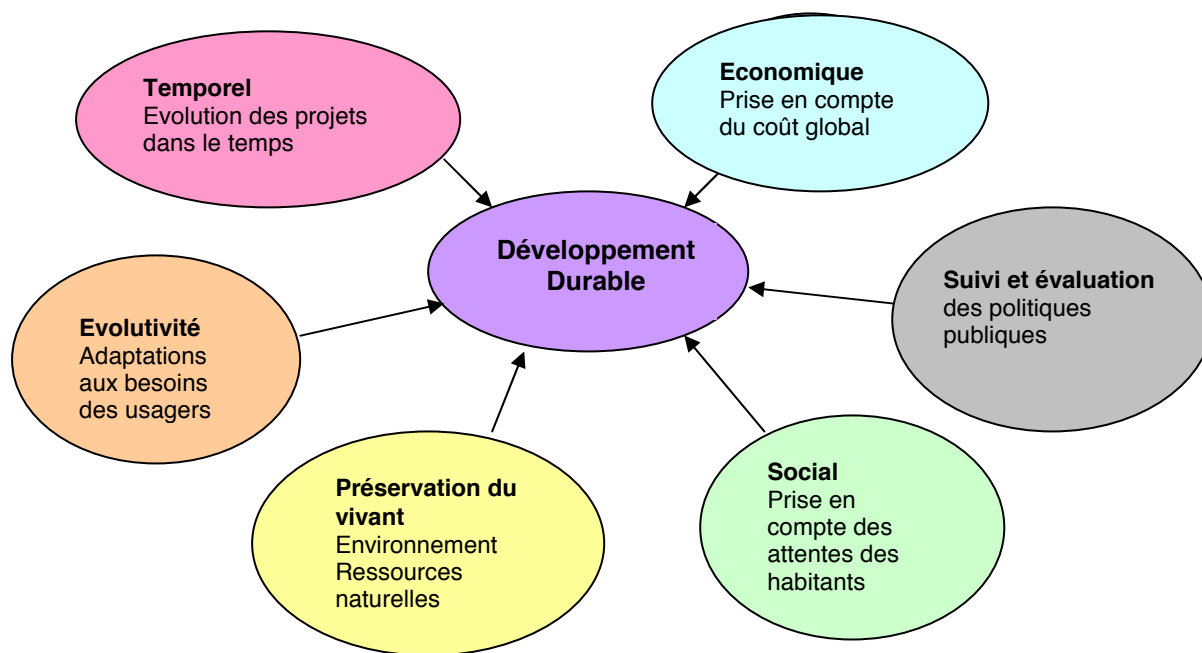 Temporel
Evolution des projets
dans le temps
Economique
Prise en compte
du coût global
Développement
Durable
Suivi et évaluation
des politiques
publiques
Evolutivité
Adaptations
aux besoins
des usagers
Préservation du
vivant
Environnement
Ressources
naturelles
Social
Prise en
compte des
attentes des
habitants